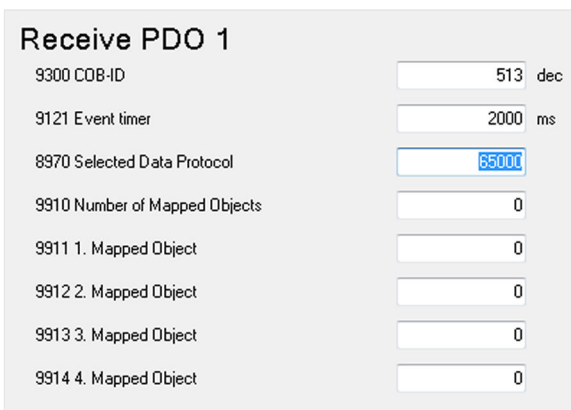 Receive PDO 1
9300 COB-ID 513 dec
9121 Event timer 2000 ms
8970 Selected Data Protocol 65000
9910 Number of Mapped Objects 0
9911 1. Mapped Object 0
9912 2. Mapped Object 0
9913 3. Mapped Object 0
9914 4. Mapped Object 0